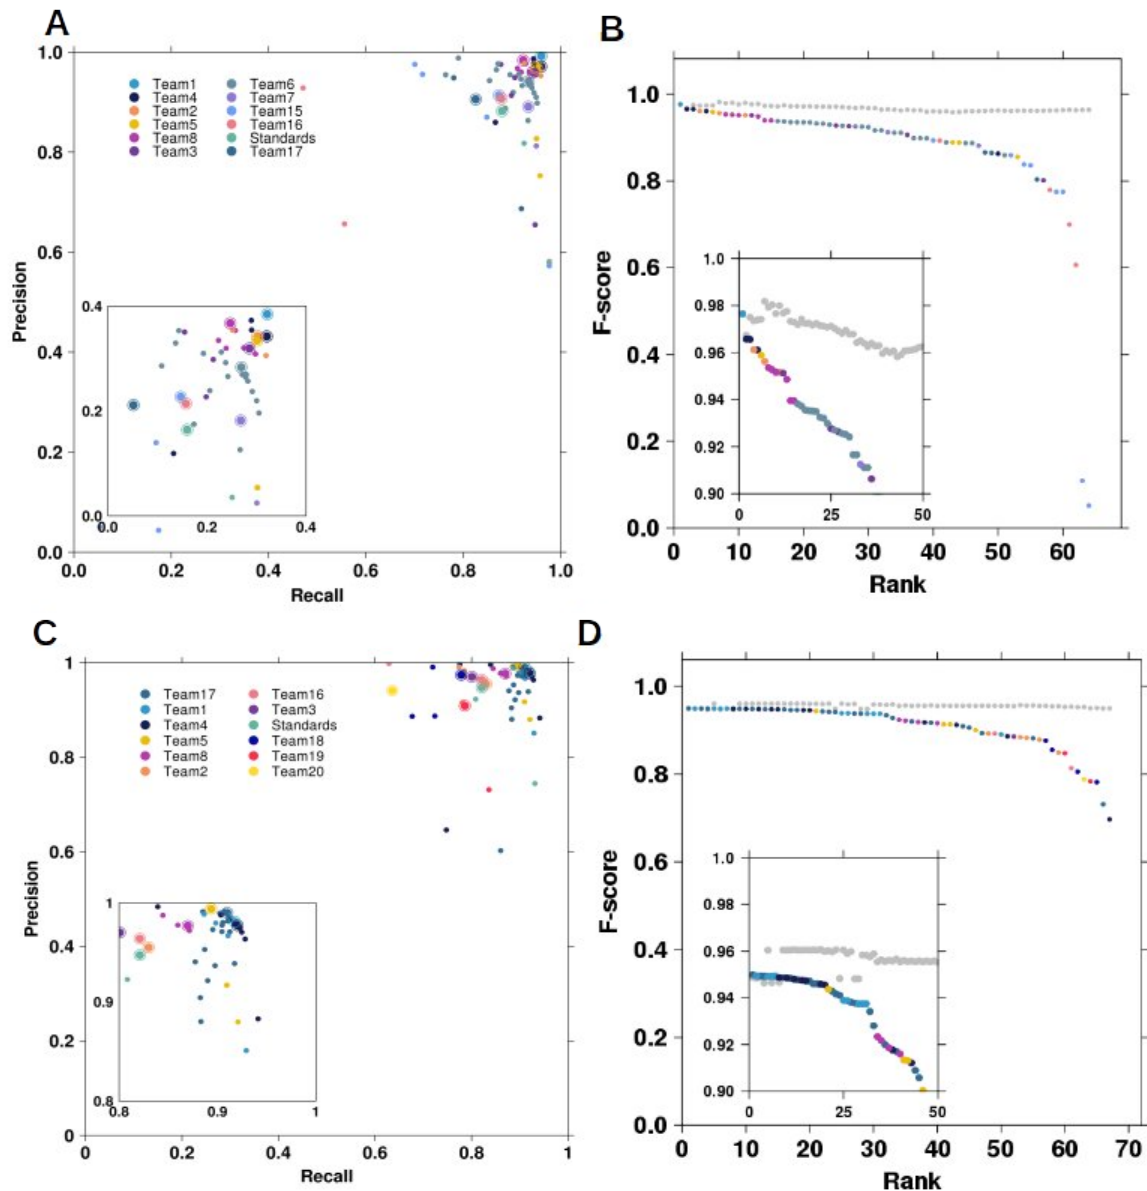 A
1.0
0.8
0.6
0.4
0.2
0.0
Precision
Team1
Team4
Team2
Team5
Team8
Team3
Team6
Team7
Team15
Team16
Standards
Team17
0.4
0.2
0.0
0.0
0.2
0.4
0.0
0.2
0.4
0.6
0.8
1.0
Recall
B
1.0
0.8
0.6
0.4
0.2
0.0
F-score
1.0
0.98
0.96
0.94
0.92
0.90
0
25
50
0
10
20
30
40
50
60
Rank
C
1
0.8
0.6
0.4
0.2
0
Precision
Team17
Team1
Team4
Team5
Team8
Team2
Team16
Team3
Standards
Team18
Team19
Team20
1
0.9
0.8
0.8
0.9
1
0
0.2
0.4
0.6
0.8
1
Recall
D
1.0
0.8
0.6
0.4
0.2
0.0
F-score
1.0
0.98
0.96
0.94
0.92
0.90
0
25
50
0
10
20
30
40
50
60
70
Rank